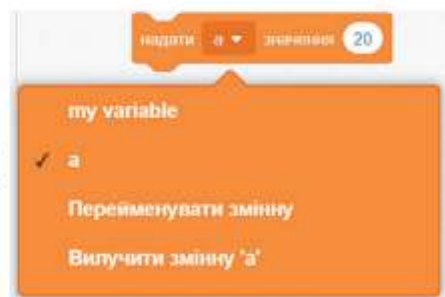 надати a значення 20
my variable
✓ a
Перейменувати змінну
Вилучити змінну 'a'